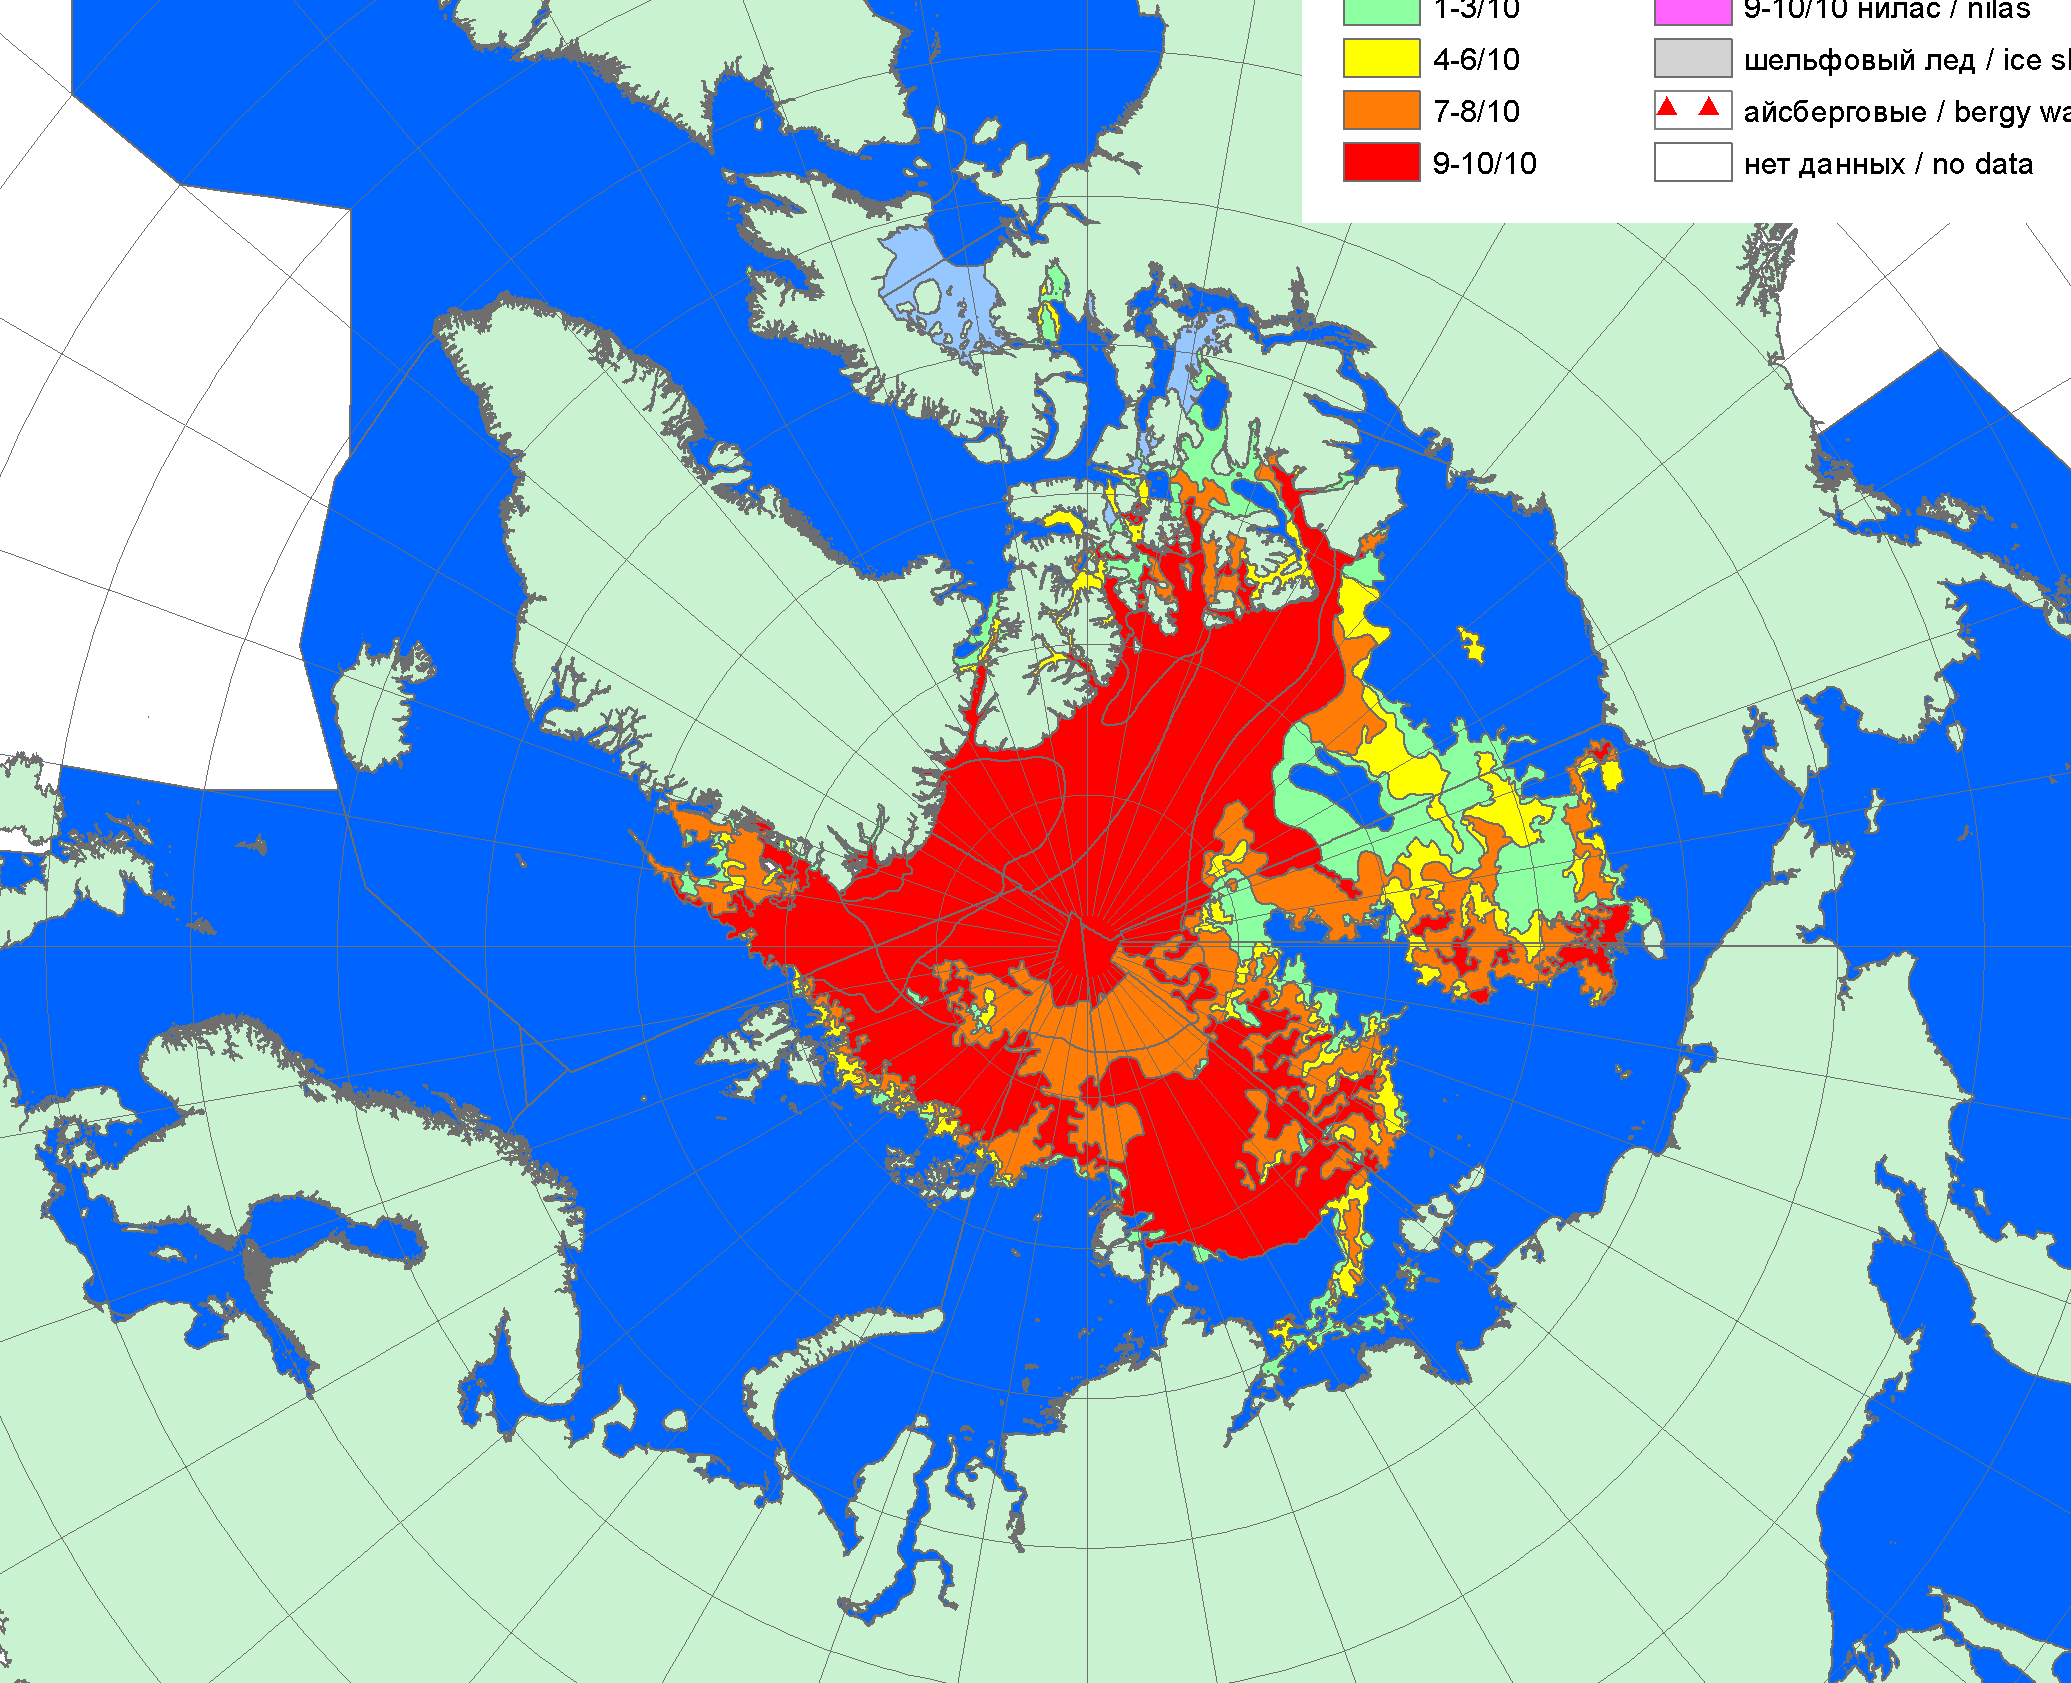 1-3/10
9-10/10 нилас / nilas
4-6/10
шельфовый лед / ice
7-8/10
айсберговые / bergy
9-10/10
нет данных / no data